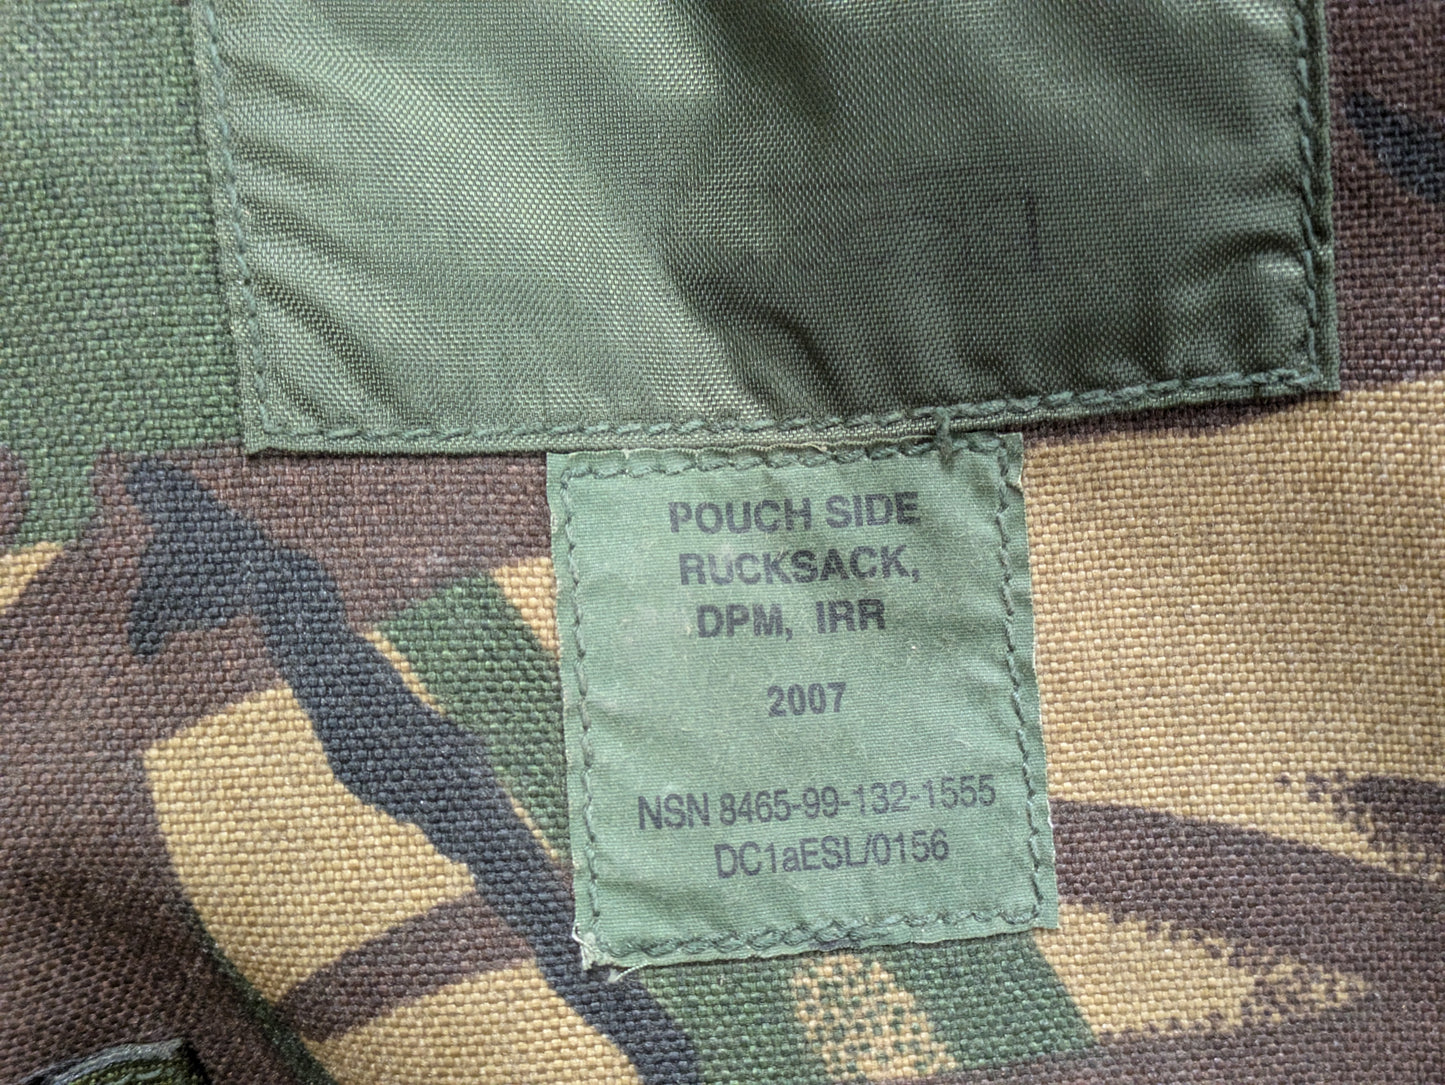 POUCH SIDE
RUCKSACK,
DPM, IRR
2007
NSN 8465-99-132-1555
DC1aESL/0156